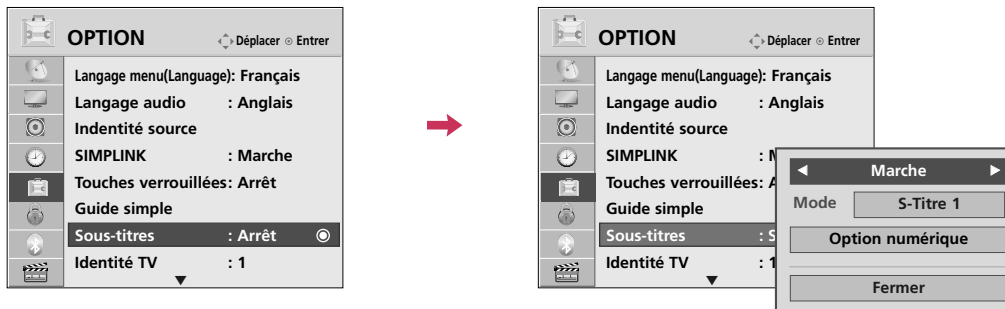 OPTION Déplacer Entrer
Langage menu(Language): Français
Langage audio : Anglais
Indentité source
SIMPLINK : Marche
Touches verrouillées: Arrêt
Guide simple
Sous-titres : Arrêt
Identité TV : 1
OPTION Déplacer Entrer
Langage menu(Language): Français
Langage audio : Anglais
Indentité source
SIMPLINK : M
Touches verrouillées: A
Guide simple
Sous-titres : S
Identité TV : 1
Marche
Mode S-Titre 1
Option numérique
Fermer